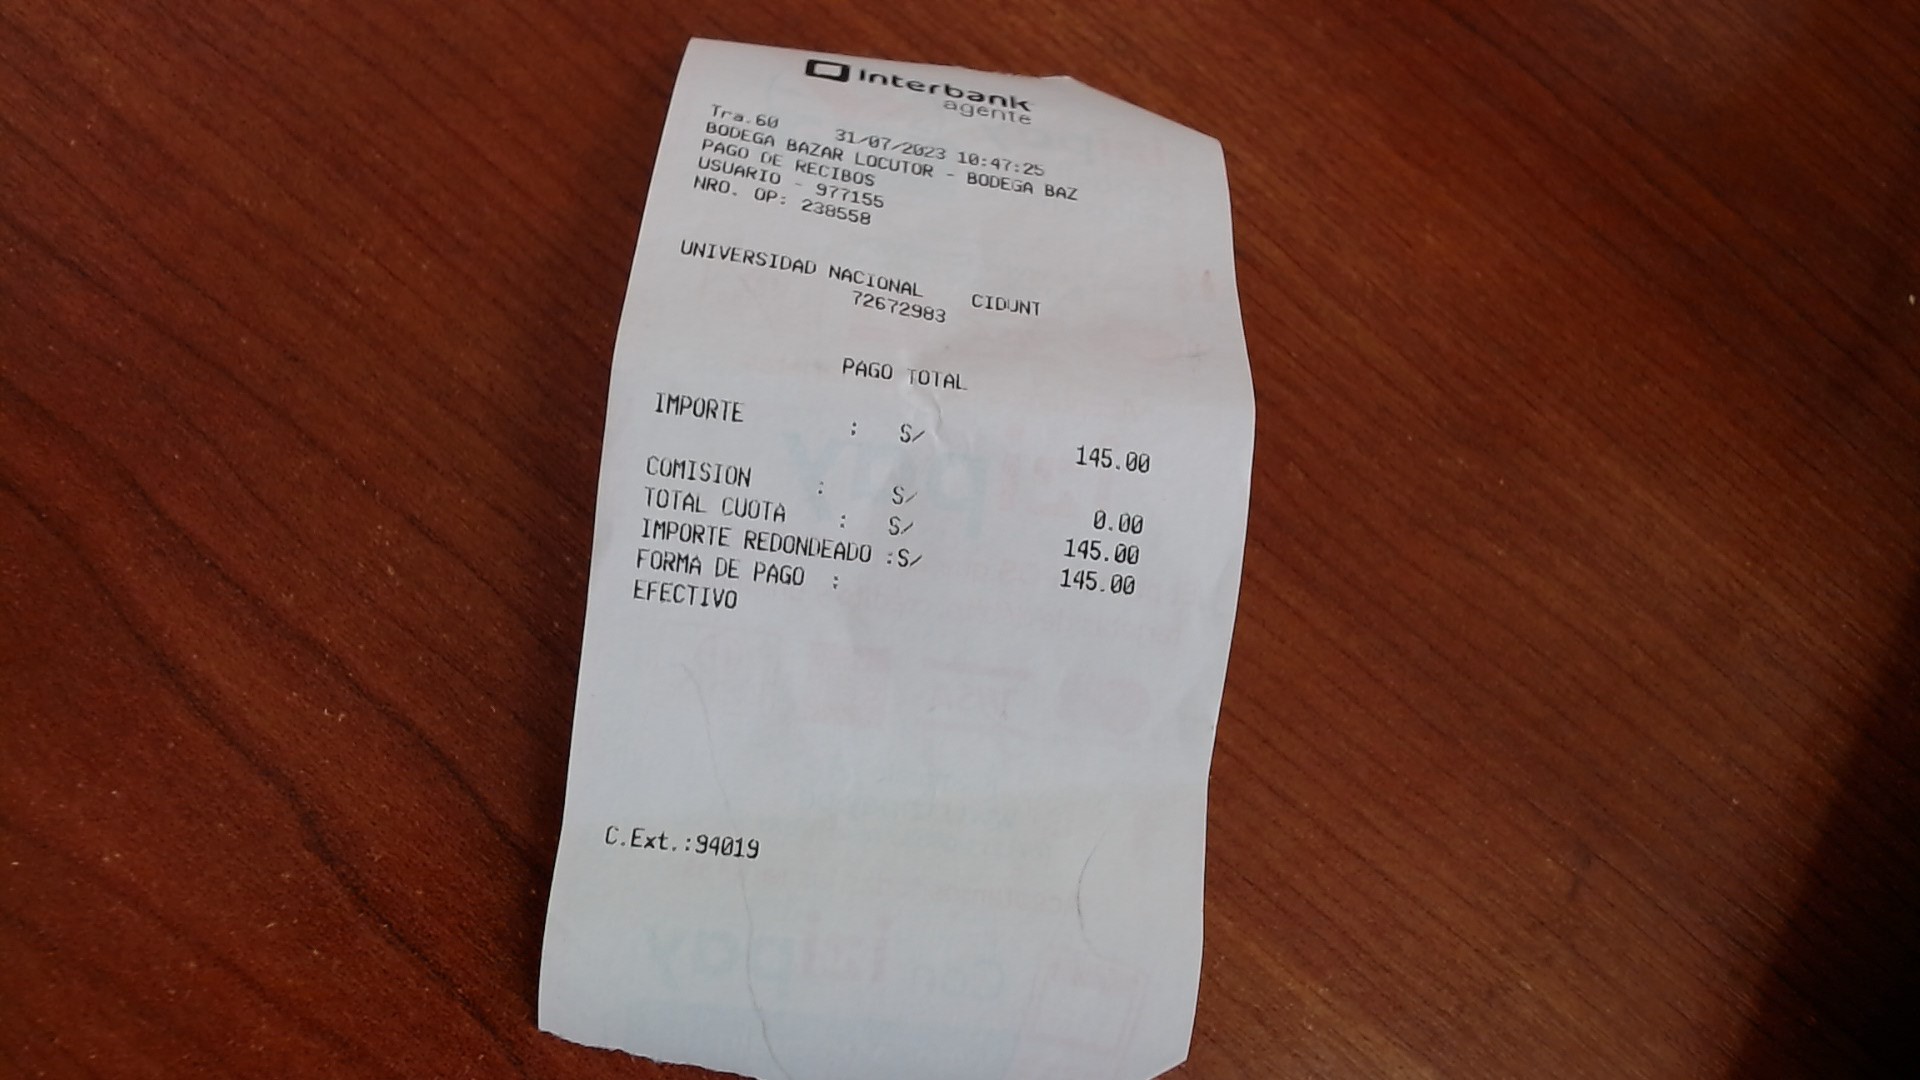 interbank
agente
Tra.60 31/07/2023 10:47:25
BODEGA BAZAR LOCUTOR - BODEGA BAZ
PAGO DE RECIBOS
USUARIO - 977155
NRO. OP: 238558
UNIVERSIDAD NACIONAL CIDUNT
72672983
PAGO TOTAL
IMPORTE : S/ 145.00
COMISION : S/ 0.00
TOTAL CUOTA : S/ 145.00
IMPORTE REDONDEADO :S/ 145.00
FORMA DE PAGO :
EFECTIVO
C.Ext.:94019